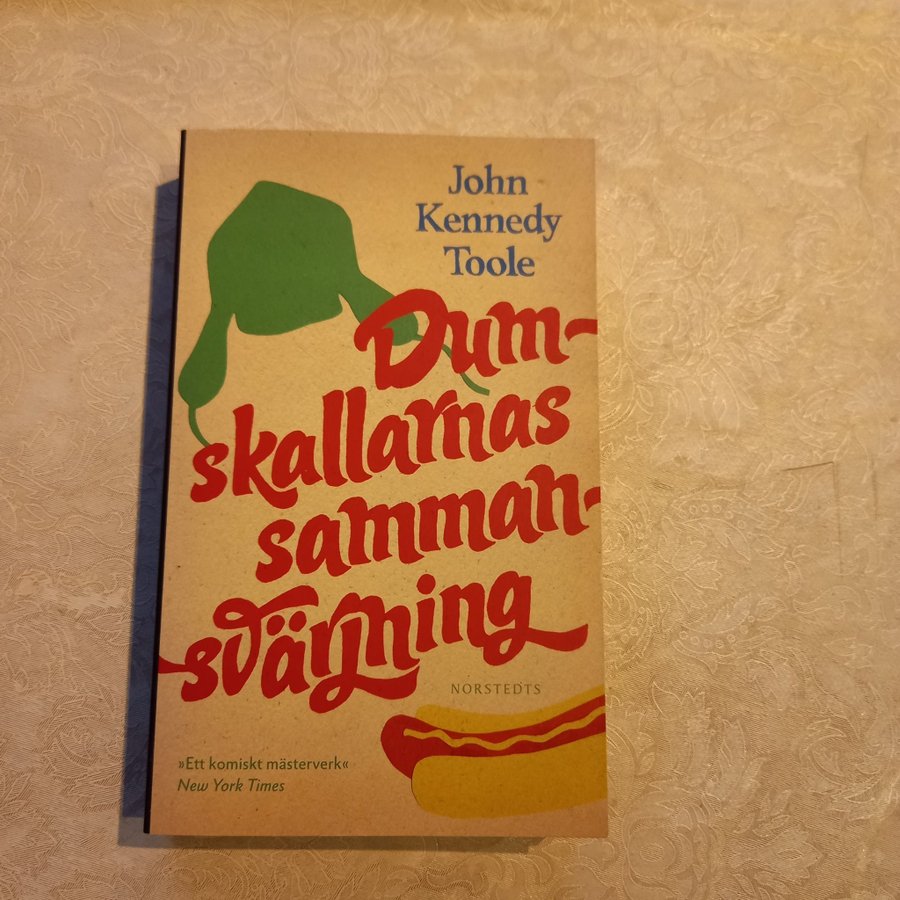 John
Kennedy
Toole
Dum-
skallarnas
samman-
svärjning
NORSTEDTS
»Ett komiskt mästerverk«
New York Times